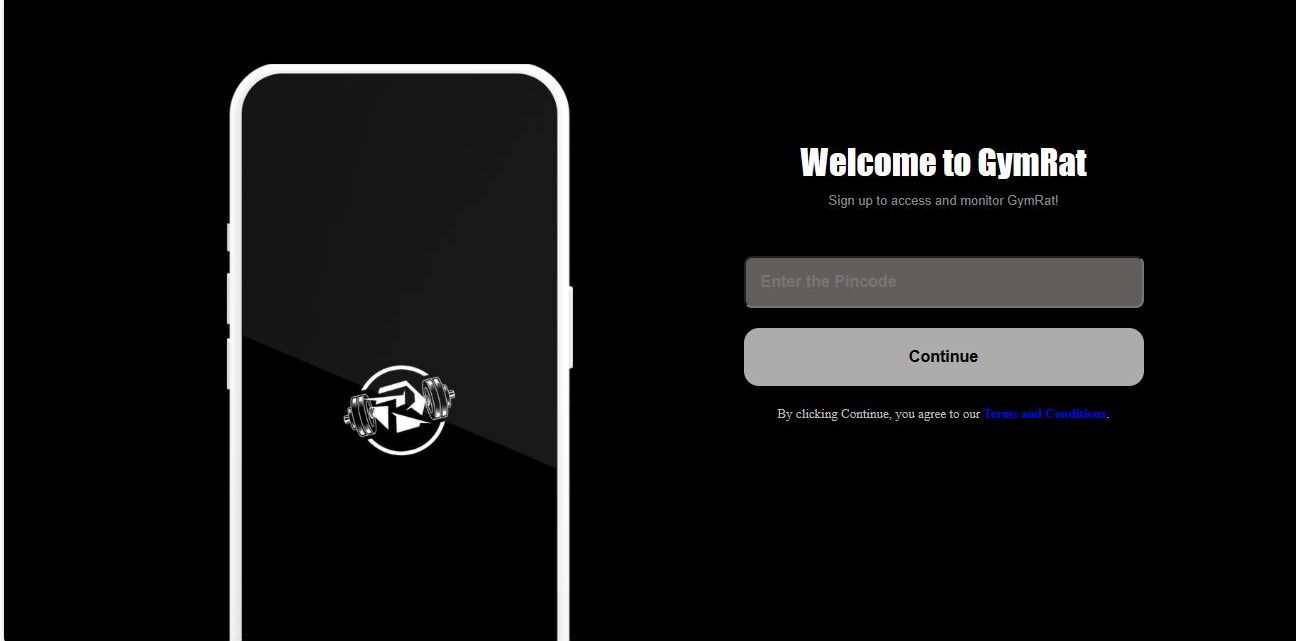 Welcome to GymRat
Sign up to access and monitor GymRat!
Enter the Pincode
Continue
By clicking Continue, you agree to our Terms and Conditions.
R